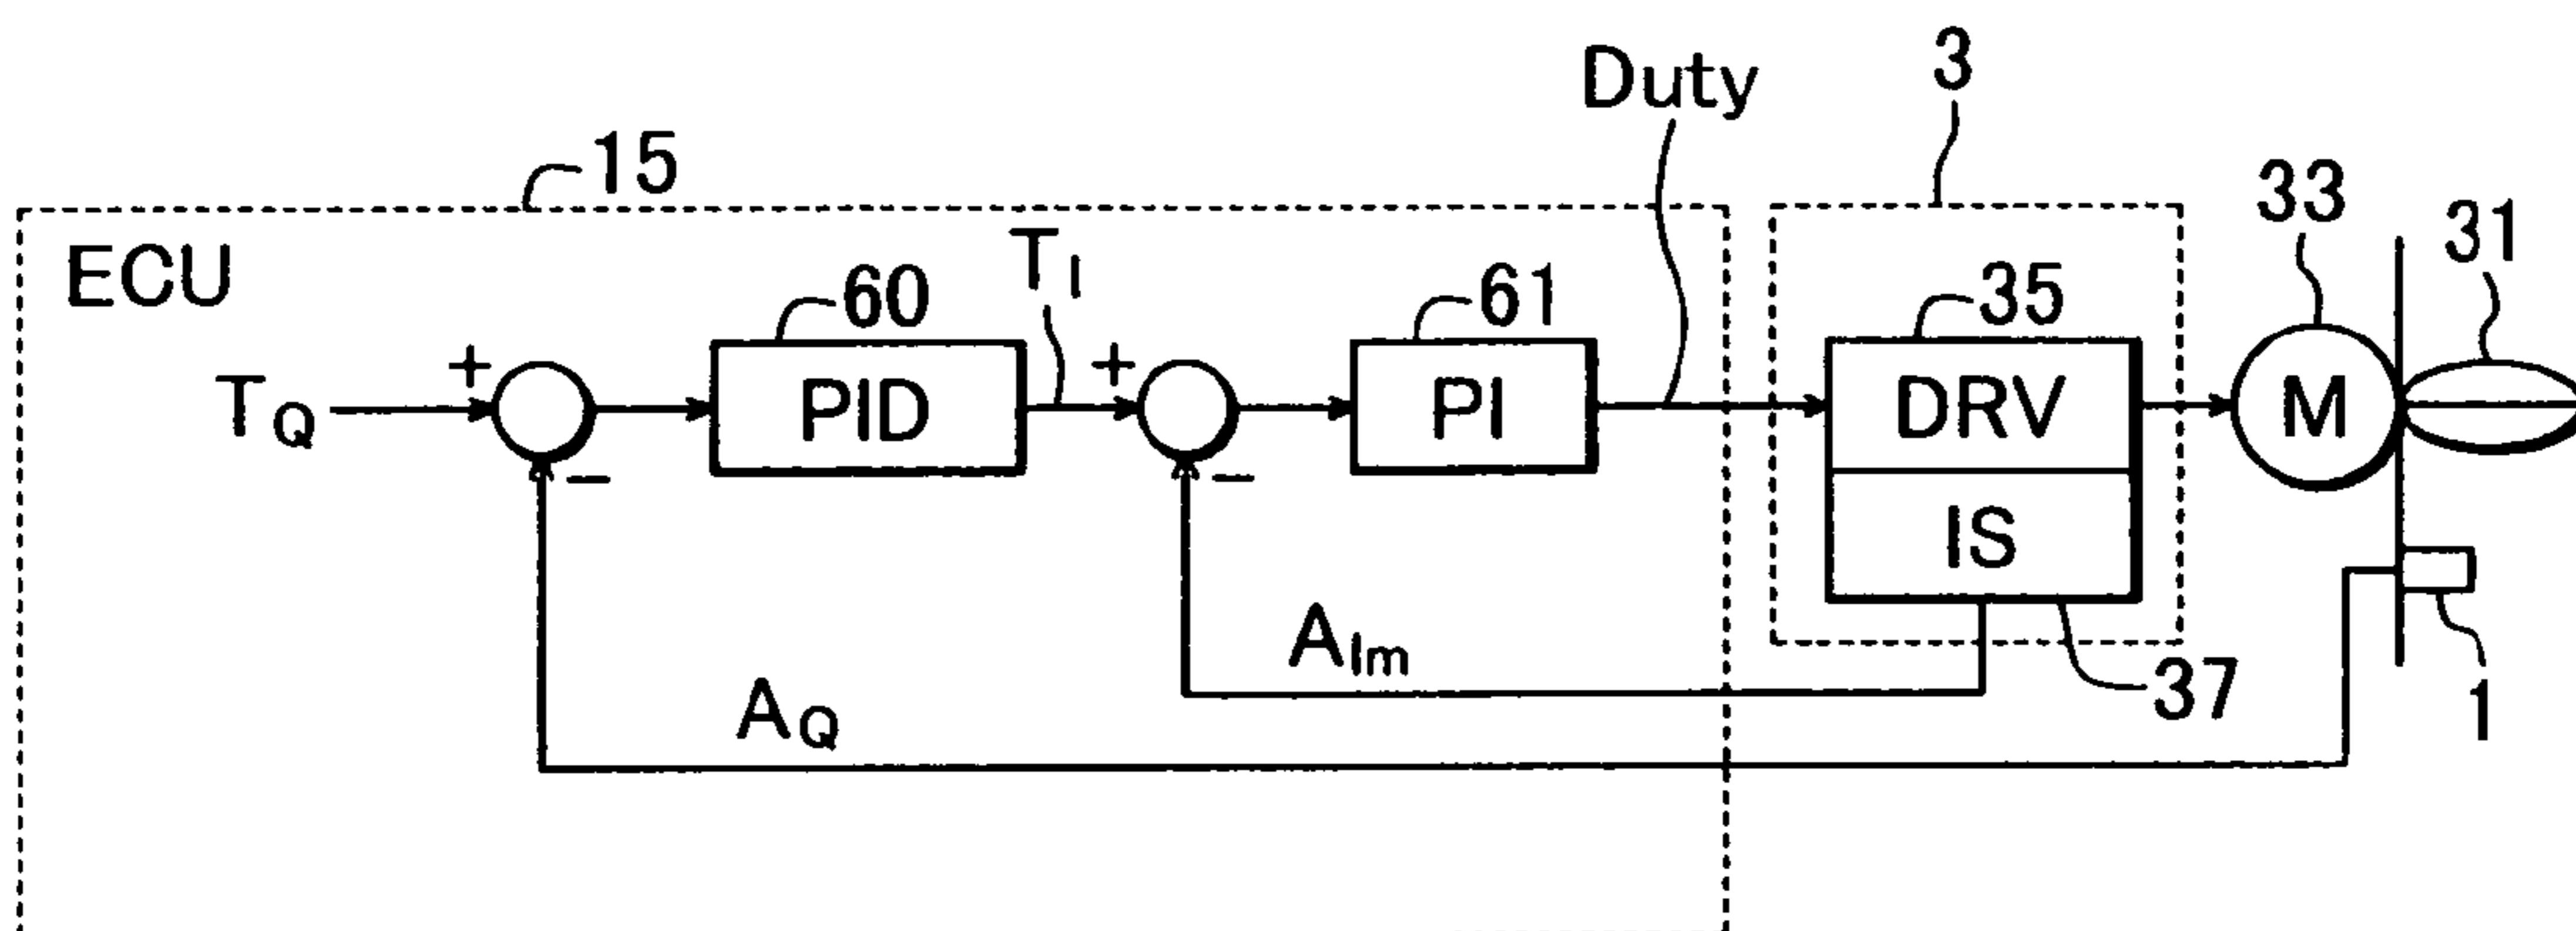 Duty
3
15
33
31
ECU
TI
60
61
35
+
+
TQ
PID
PI
DRV
M
−
−
IS
AIm
AQ
37
1